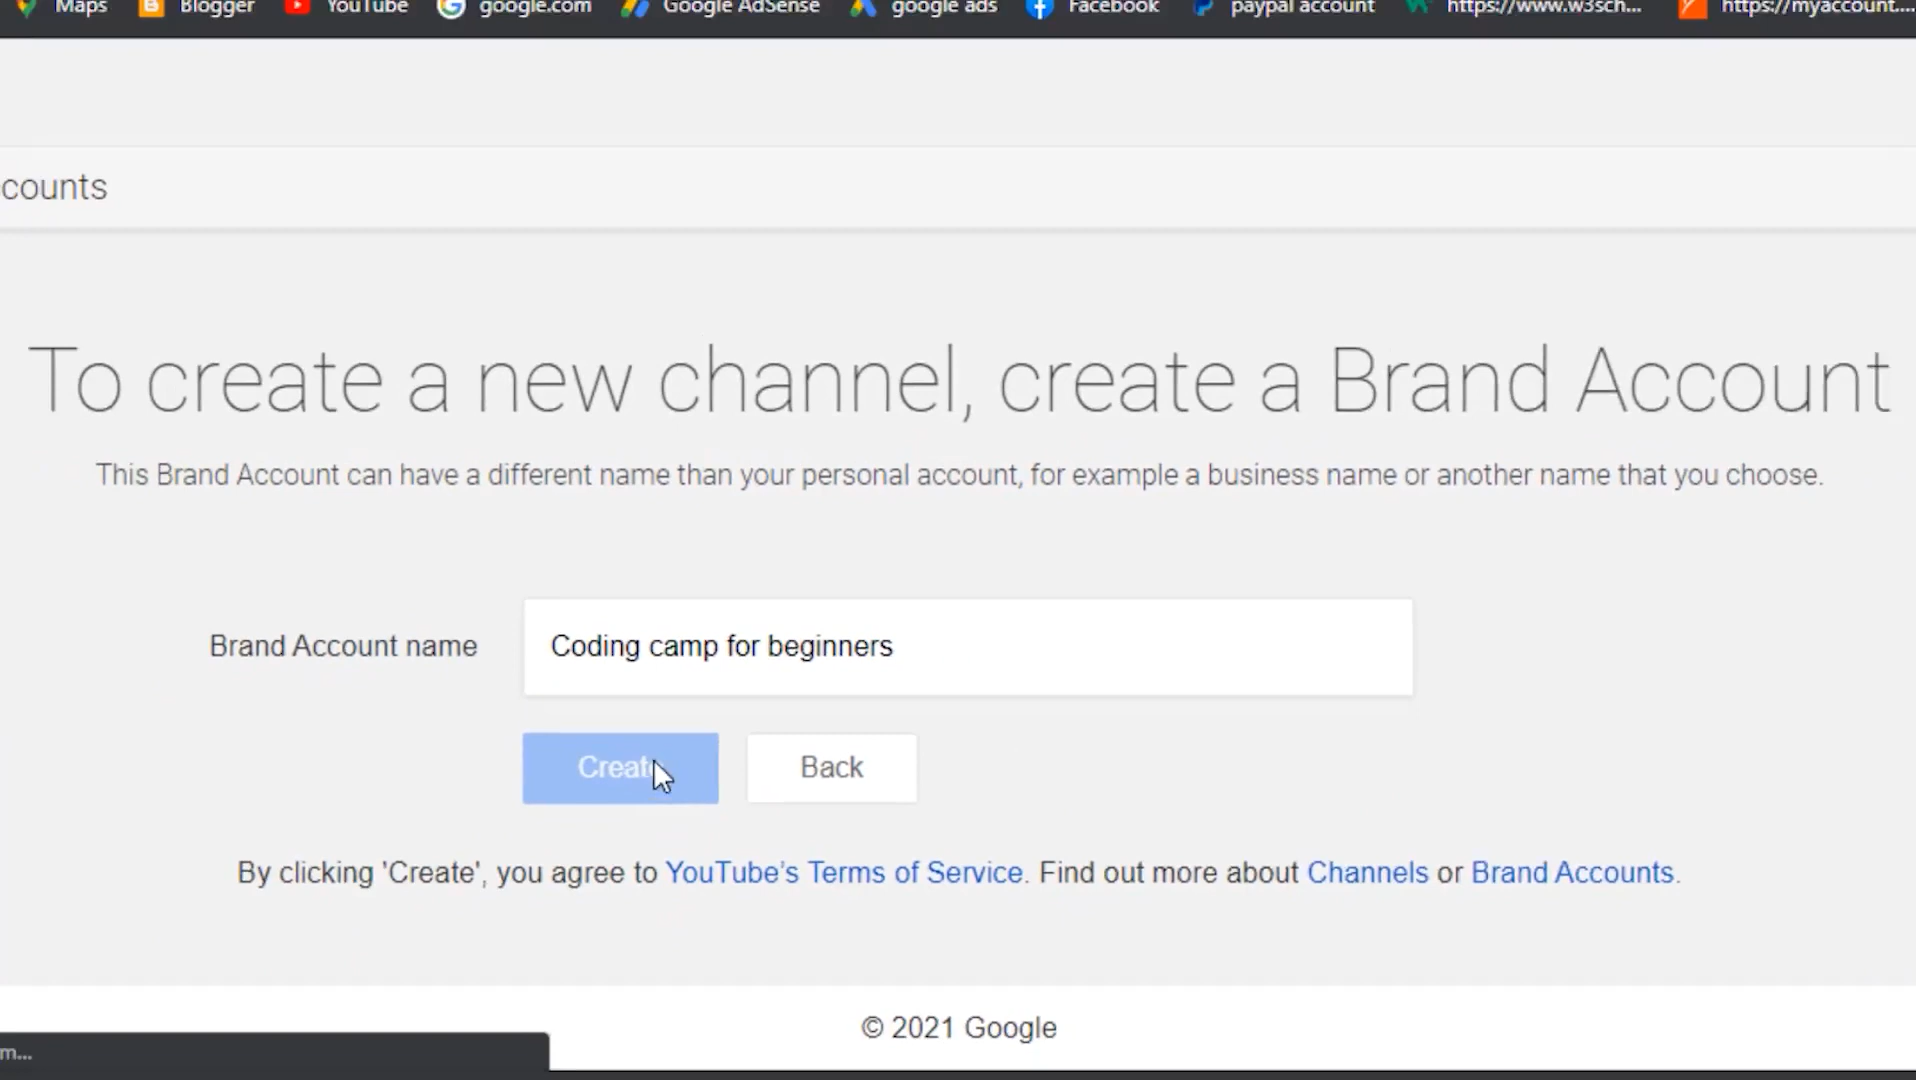 Maps Blogger YouTube google.com Google AdSense google ads Facebook paypal account https://www.w3sch... https://myaccount....
counts
To create a new channel, create a Brand Account
This Brand Account can have a different name than your personal account, for example a business name or another name that you choose.
Brand Account name Coding camp for beginners
Create Back
By clicking 'Create', you agree to YouTube's Terms of Service. Find out more about Channels or Brand Accounts.
© 2021 Google
m...